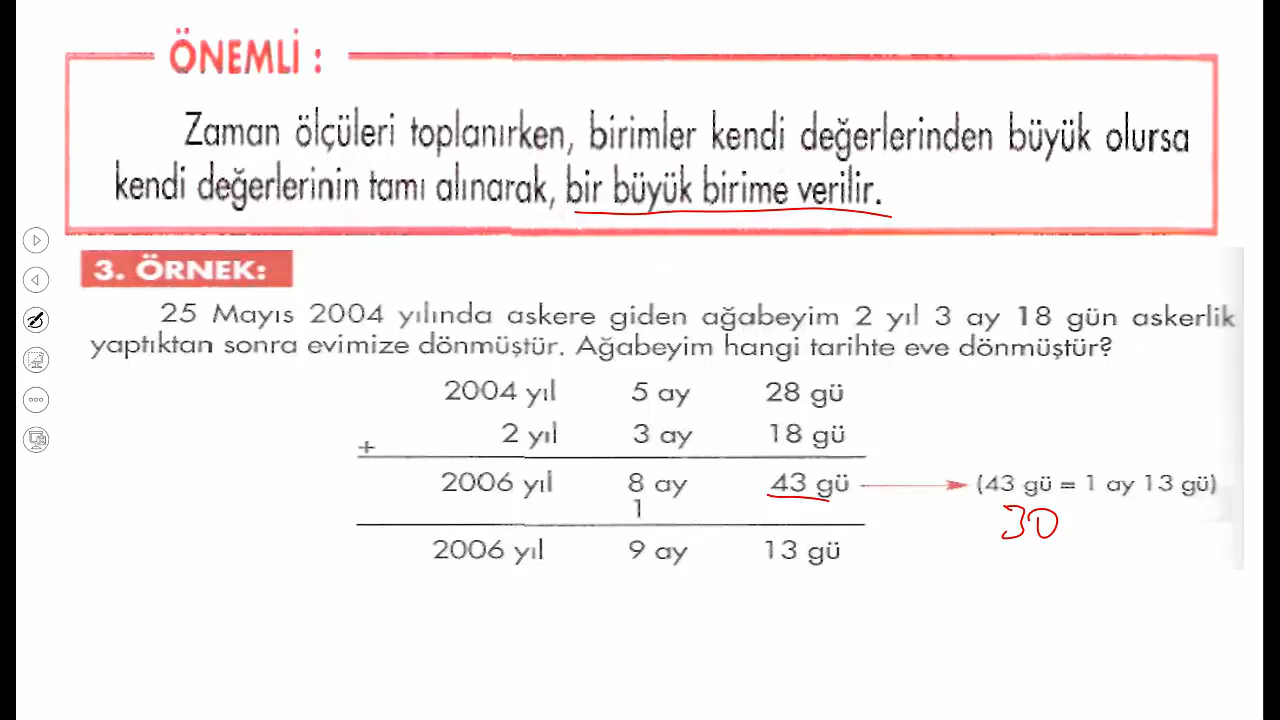 ÖNEMLİ :
Zaman ölçüleri toplanırken, birimler kendi değerlerinden büyük olursa
kendi değerlerinin tamı alınarak, bir büyük birime verilir.
3. ÖRNEK:
25 Mayıs 2004 yılında askere giden ağabeyim 2 yıl 3 ay 18 gün askerlik
yaptıktan sonra evimize dönmüştür. Ağabeyim hangi tarihte eve dönmüştür?
2004 yıl 5 ay 28 gü
+ 2 yıl 3 ay 18 gü
2006 yıl 8 ay 43 gü (43 gü = 1 ay 13 gü)
1 30
2006 yıl 9 ay 13 gü